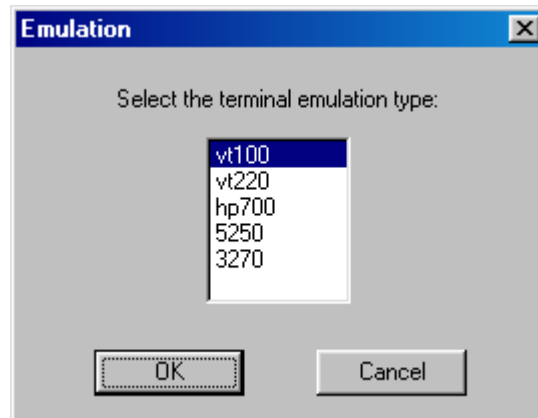 Emulation
Select the terminal emulation type:
vt100
vt220
hp700
5250
3270
OK
Cancel